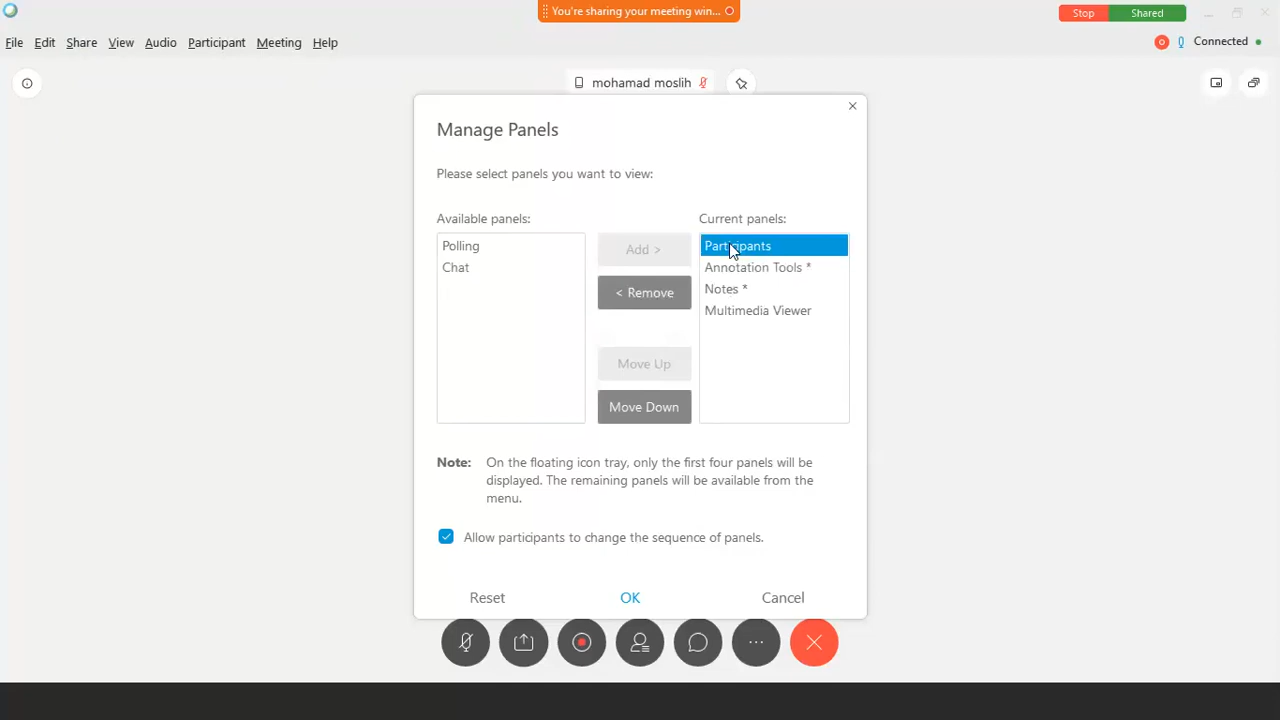 You're sharing your meeting win...
Stop Shared
File Edit Share View Audio Participant Meeting Help
Connected
mohamad moslih
Manage Panels
Please select panels you want to view:
Available panels:
Current panels:
Polling
Chat
Add >
< Remove
Move Up
Move Down
Participants
Annotation Tools *
Notes *
Multimedia Viewer
Note: On the floating icon tray, only the first four panels will be
displayed. The remaining panels will be available from the
menu.
Allow participants to change the sequence of panels.
Reset OK Cancel